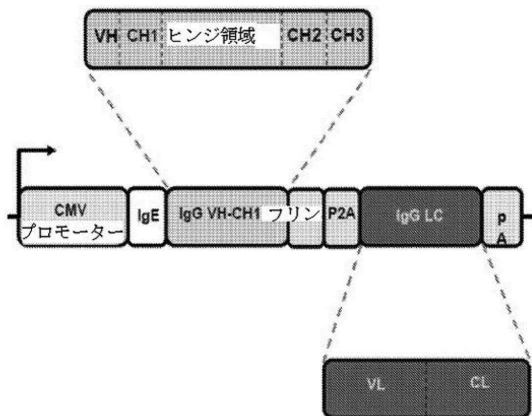 VH CH1 ヒンジ領域 CH2 CH3
CMV
プロモーター
IgE
IgG VH-CH1
フリン
P2A
IgG LC
p
A
VL
CL